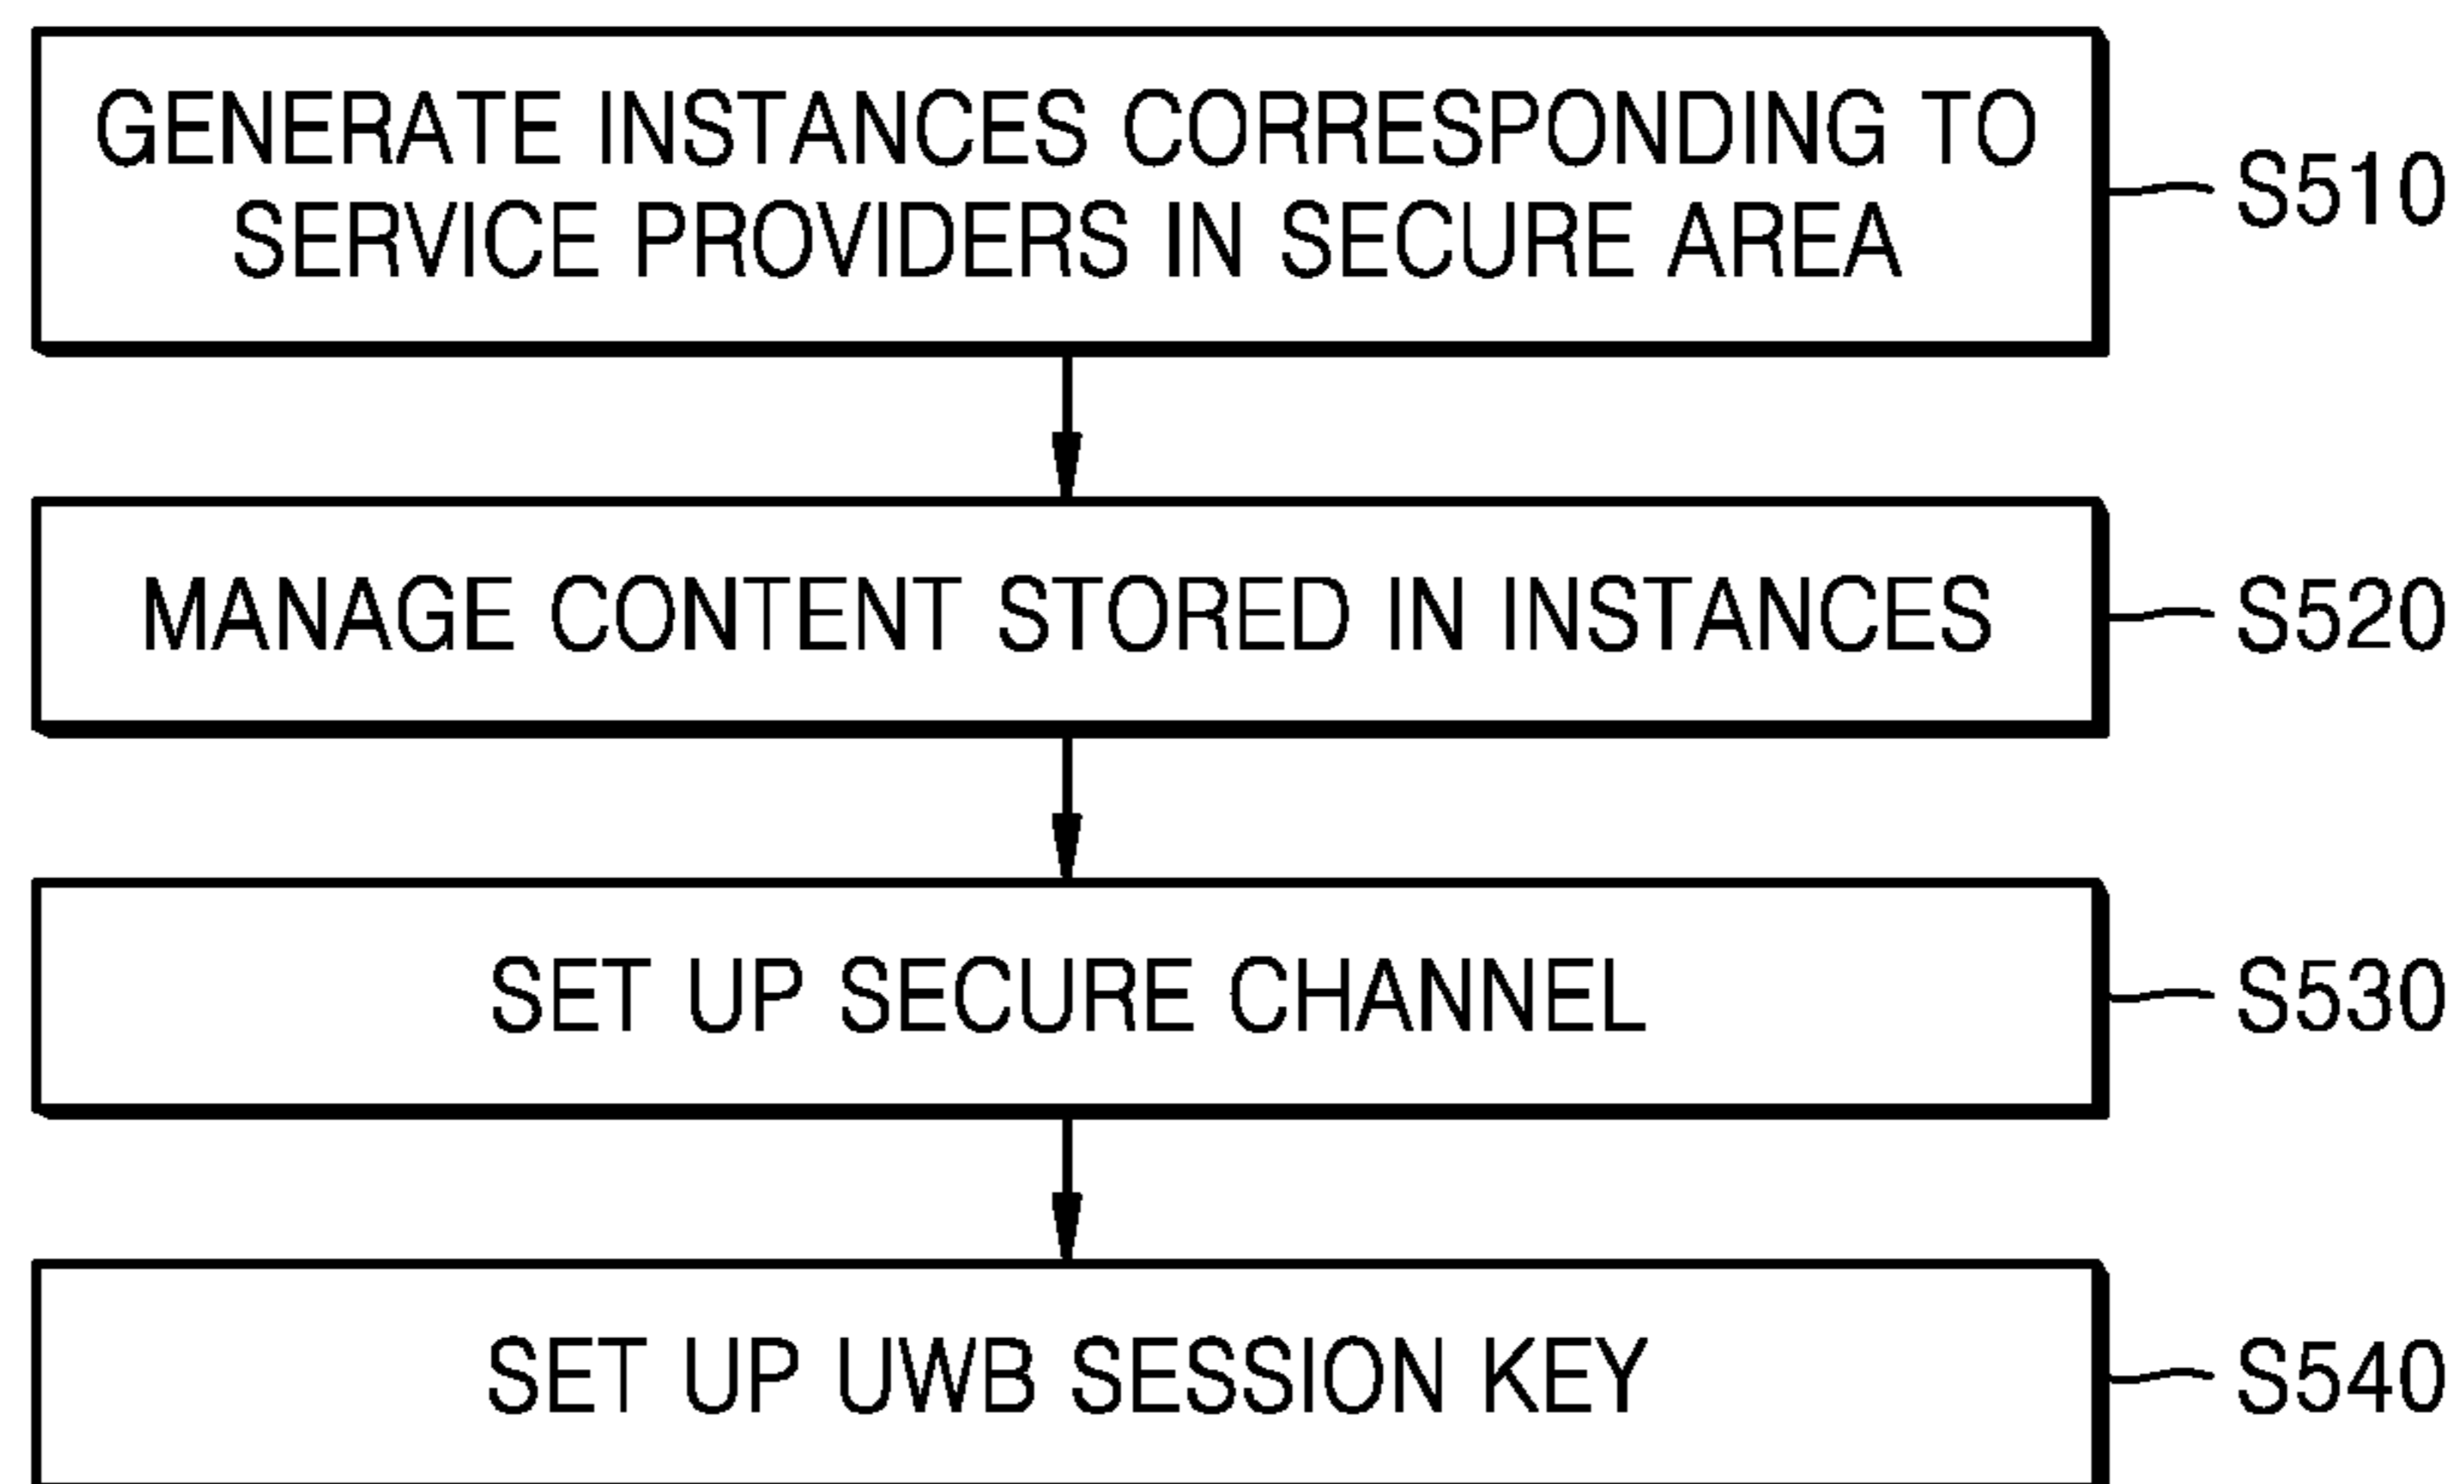 GENERATE INSTANCES CORRESPONDING TO
SERVICE PROVIDERS IN SECURE AREA
S510
MANAGE CONTENT STORED IN INSTANCES
S520
SET UP SECURE CHANNEL
S530
SET UP UWB SESSION KEY
S540